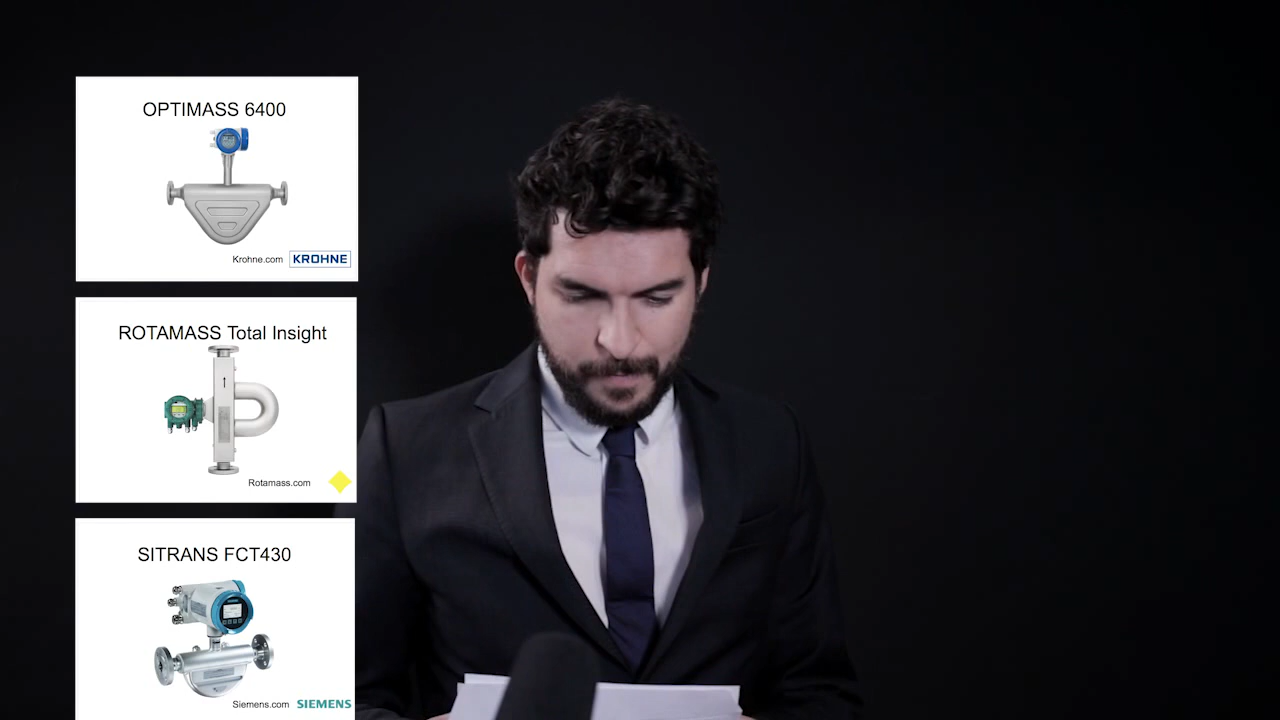 OPTIMASS 6400
Krohne.com KROHNE
ROTAMASS Total Insight
Rotamass.com
SITRANS FCT430
Siemens.com SIEMENS